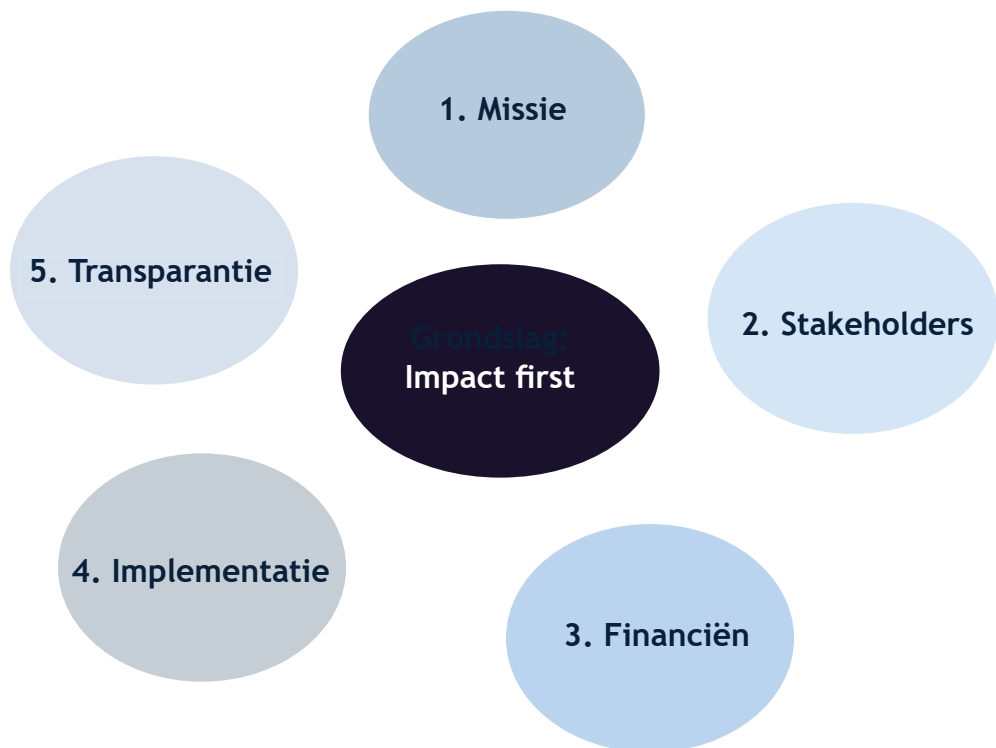 1. Missie
5. Transparantie
2. Stakeholders
Grondslag:
Impact first
4. Implementatie
3. Financiën